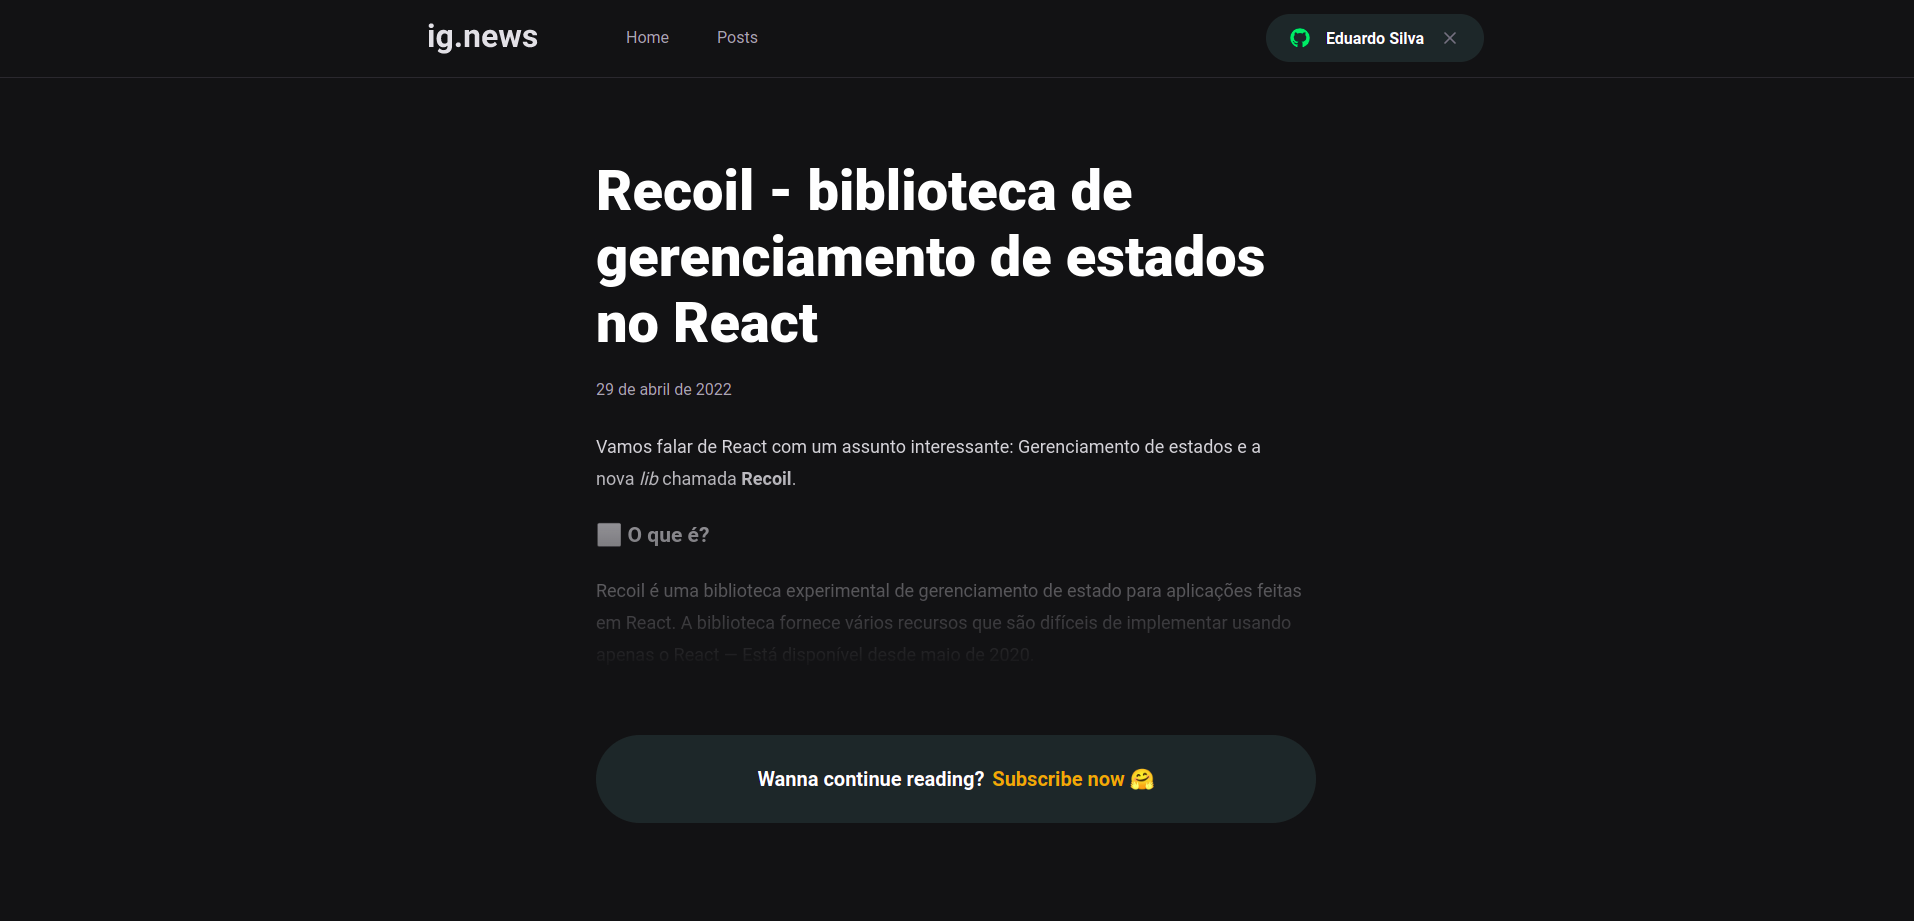 ig.news
Home
Posts
Eduardo Silva
Recoil - biblioteca de
gerenciamento de estados
no React
29 de abril de 2022
Vamos falar de React com um assunto interessante: Gerenciamento de estados e a
nova lib chamada Recoil.
O que é?
Recoil é uma biblioteca experimental de gerenciamento de estado para aplicações feitas
em React. A biblioteca fornece vários recursos que são difíceis de implementar usando
apenas o React — Está disponível desde maio de 2020.
Wanna continue reading? Subscribe now 🤗